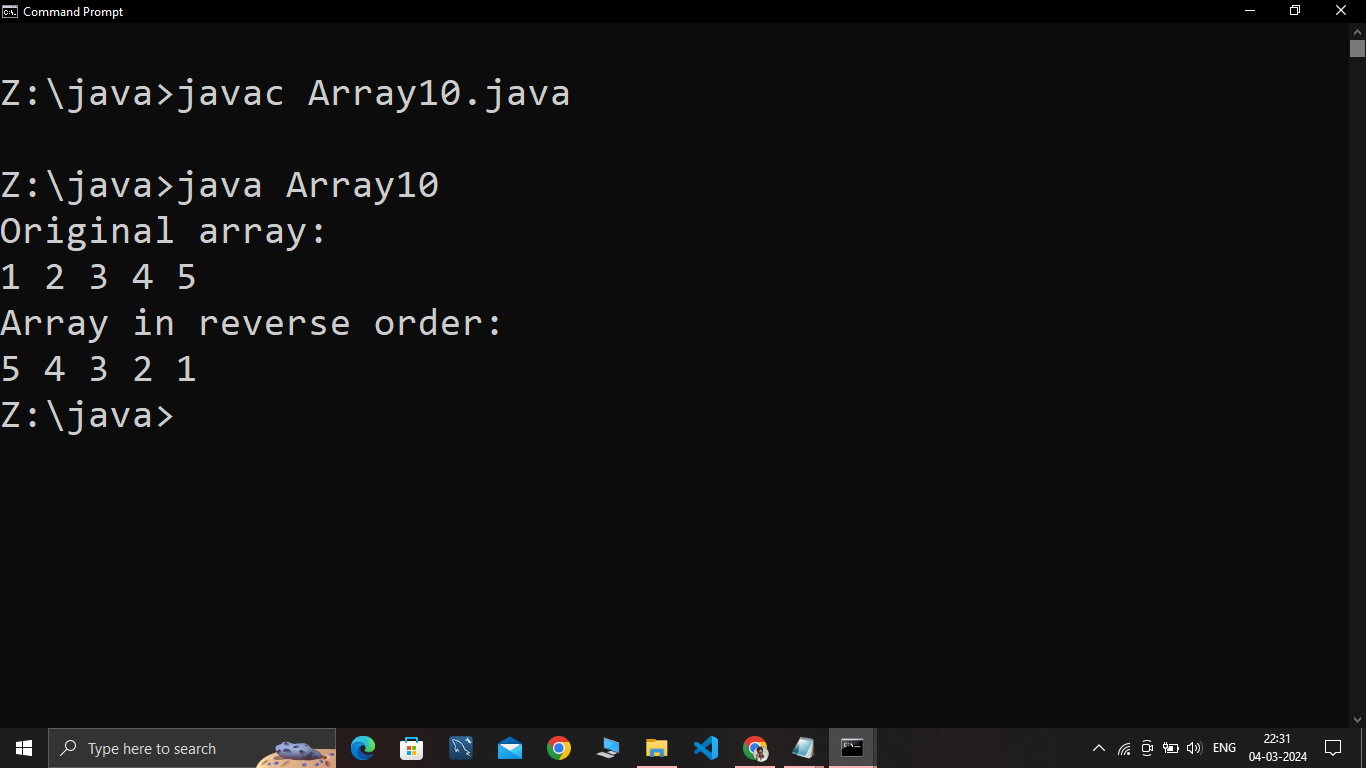 Command Prompt
Z:\java>javac Array10.java
Z:\java>java Array10
Original array:
1 2 3 4 5
Array in reverse order:
5 4 3 2 1
Z:\java>
Type here to search
ENG
22:31
04-03-2024